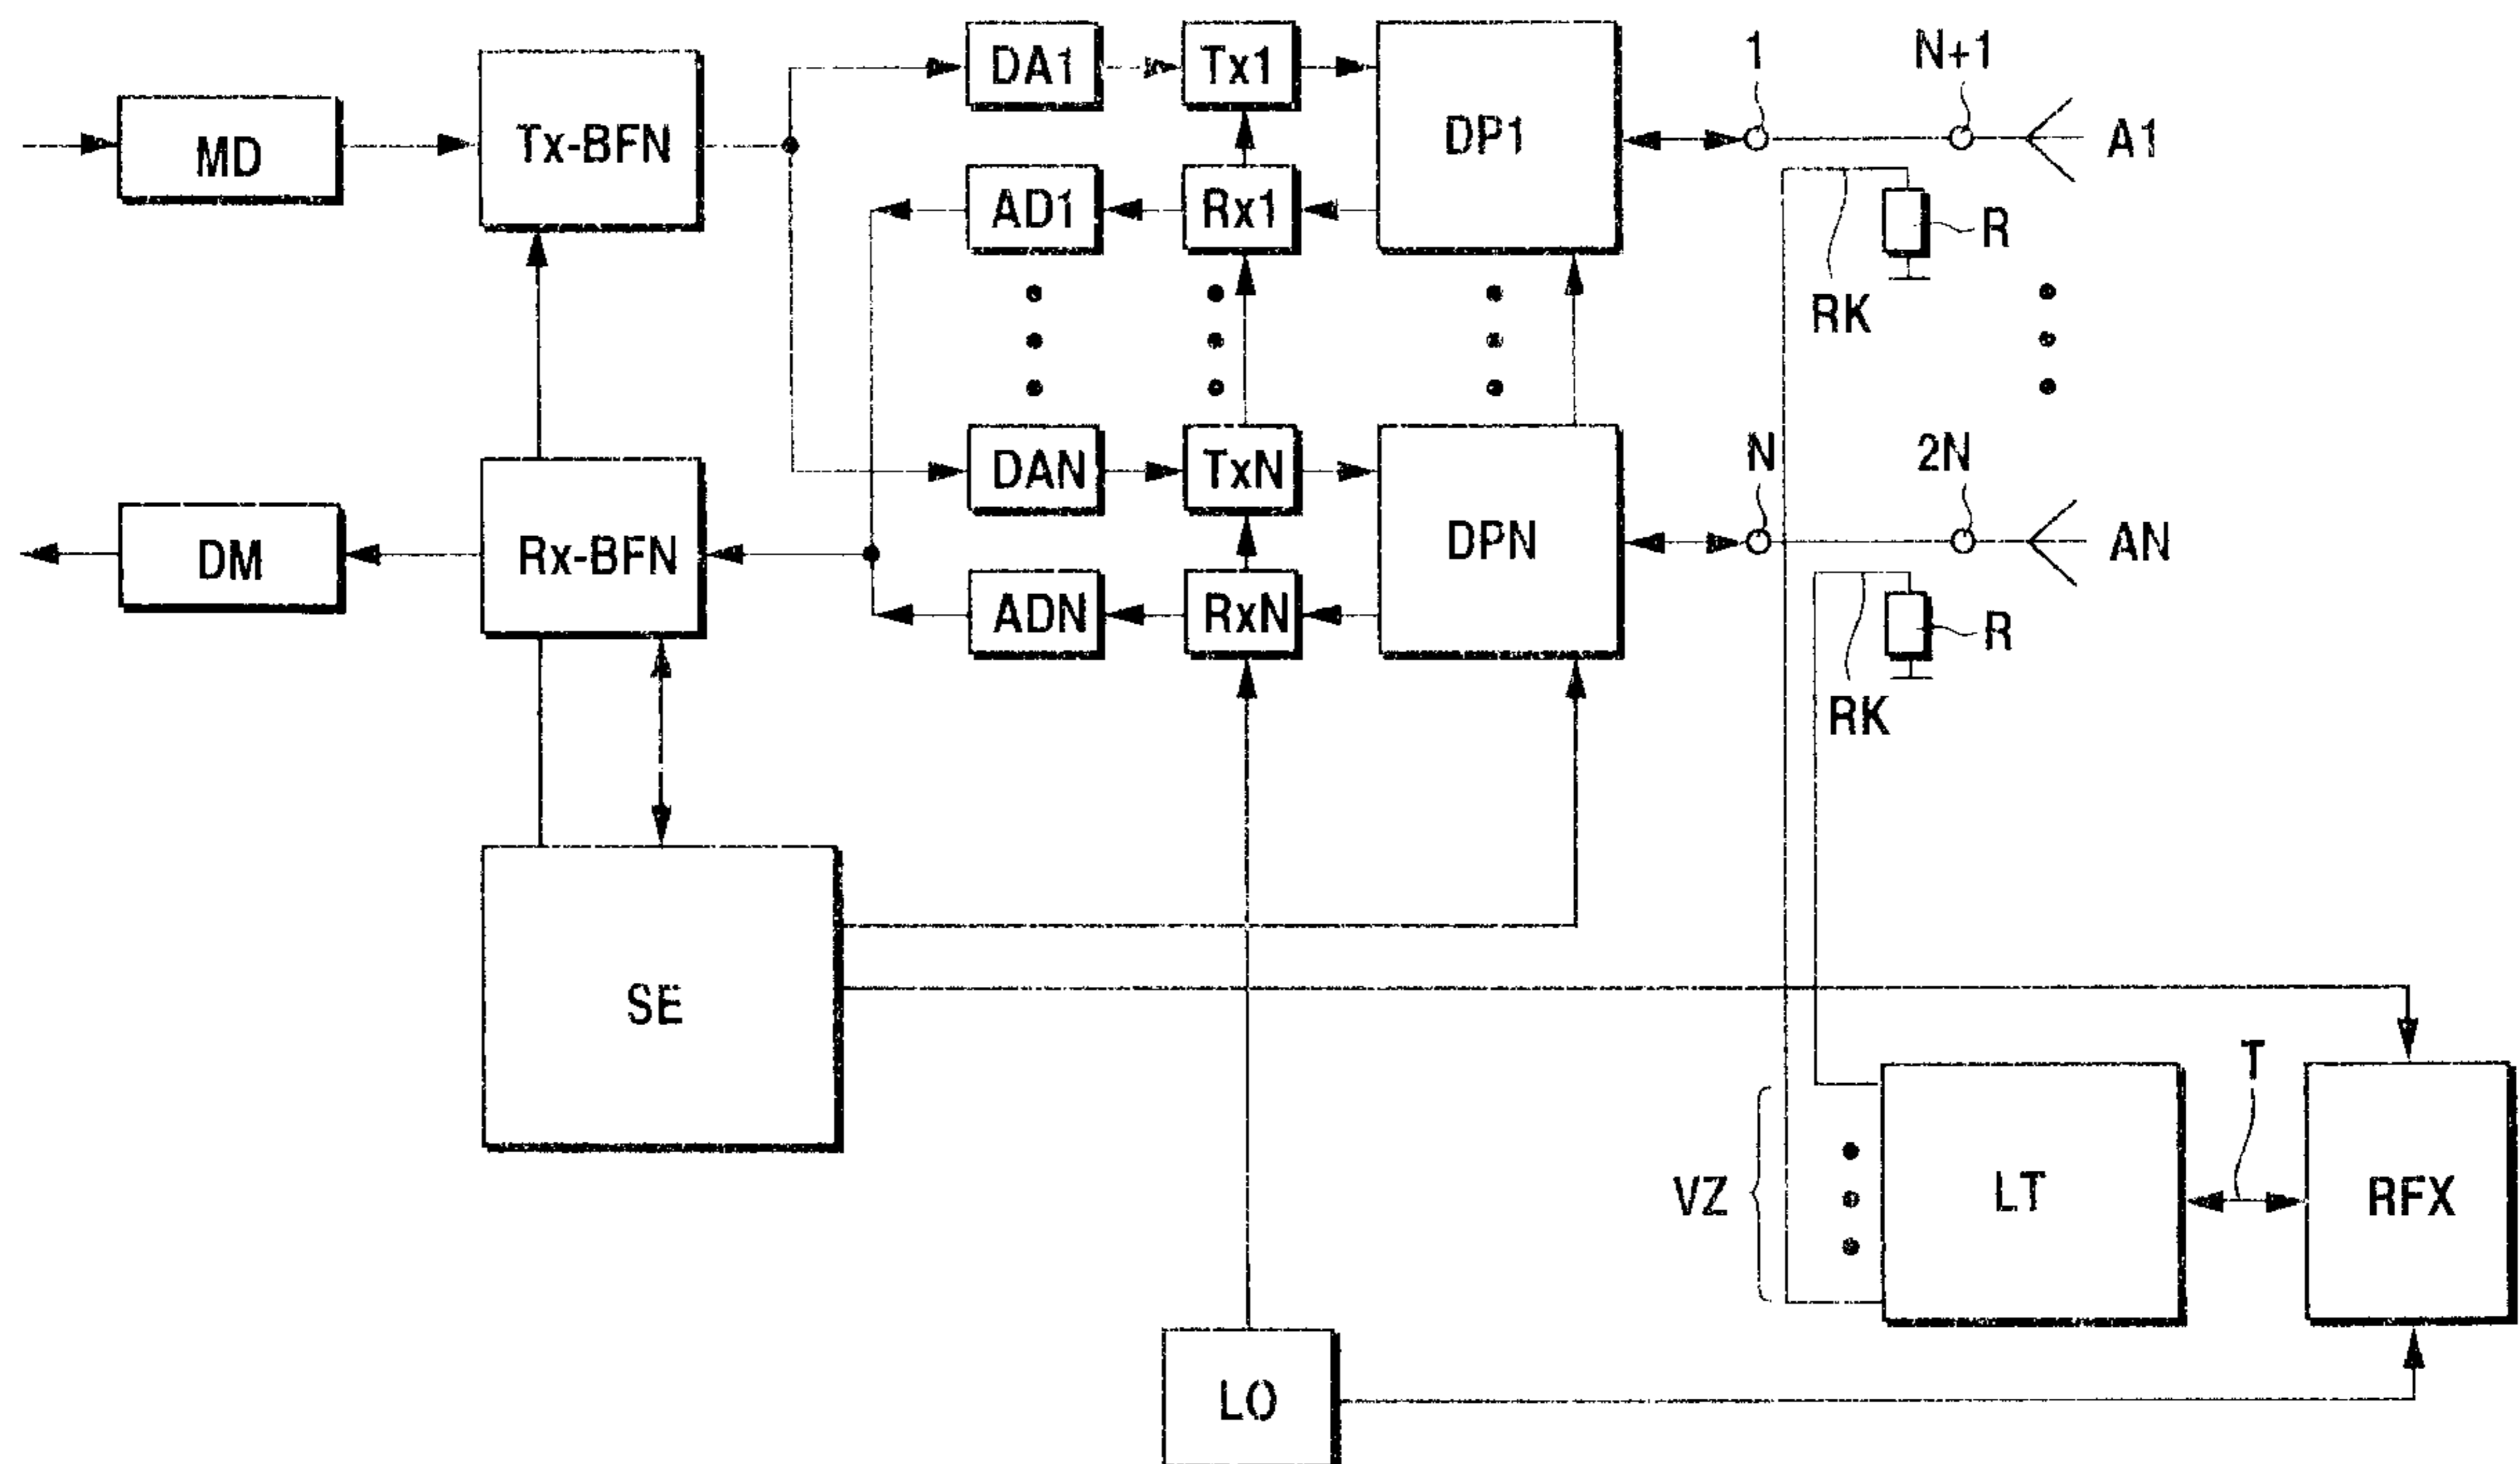 DA1
Tx1
1
N+1
MD
Tx-BFN
DP1
A1
AD1
Rx1
R
RK
DAN
TxN
N
2N
DM
Rx-BFN
DPN
AN
ADN
RxN
R
RK
SE
T
VZ
LT
RFX
LO